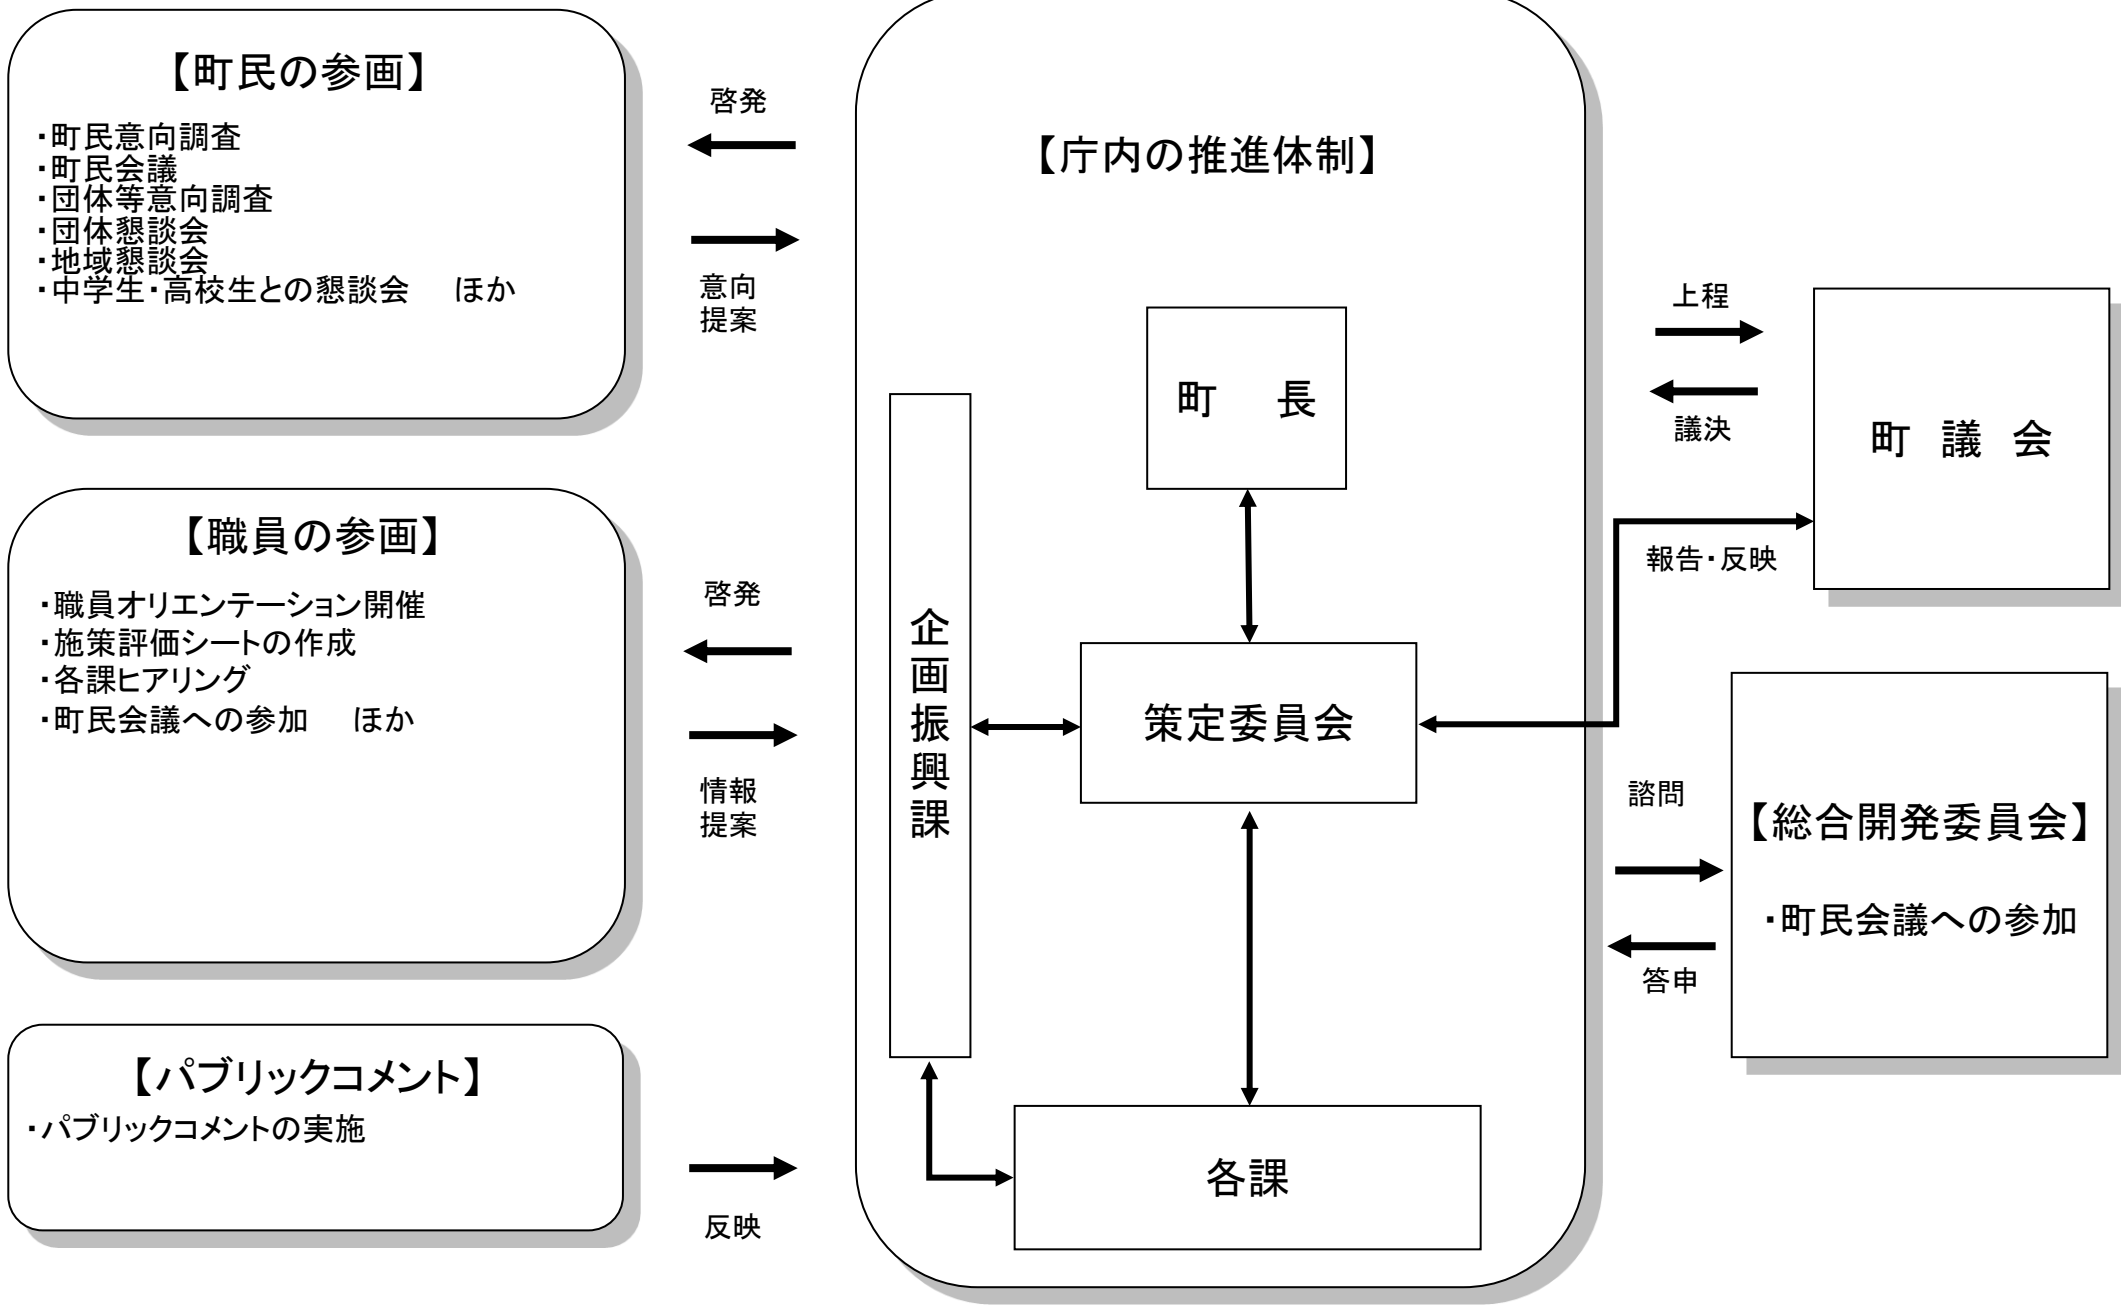 【町民の参画】
・町民意向調査
・町民会議
・団体等意向調査
・団体懇談会
・地域懇談会
・中学生・高校生との懇談会　ほか
啓発
意向
提案
【職員の参画】
・職員オリエンテーション開催
・施策評価シートの作成
・各課ヒアリング
・町民会議への参加　ほか
啓発
情報
提案
【パブリックコメント】
・パブリックコメントの実施
反映
【庁内の推進体制】
町　長
企画振興課
策定委員会
各課
上程
議決
町　議　会
報告・反映
諮問
答申
【総合開発委員会】
・町民会議への参加